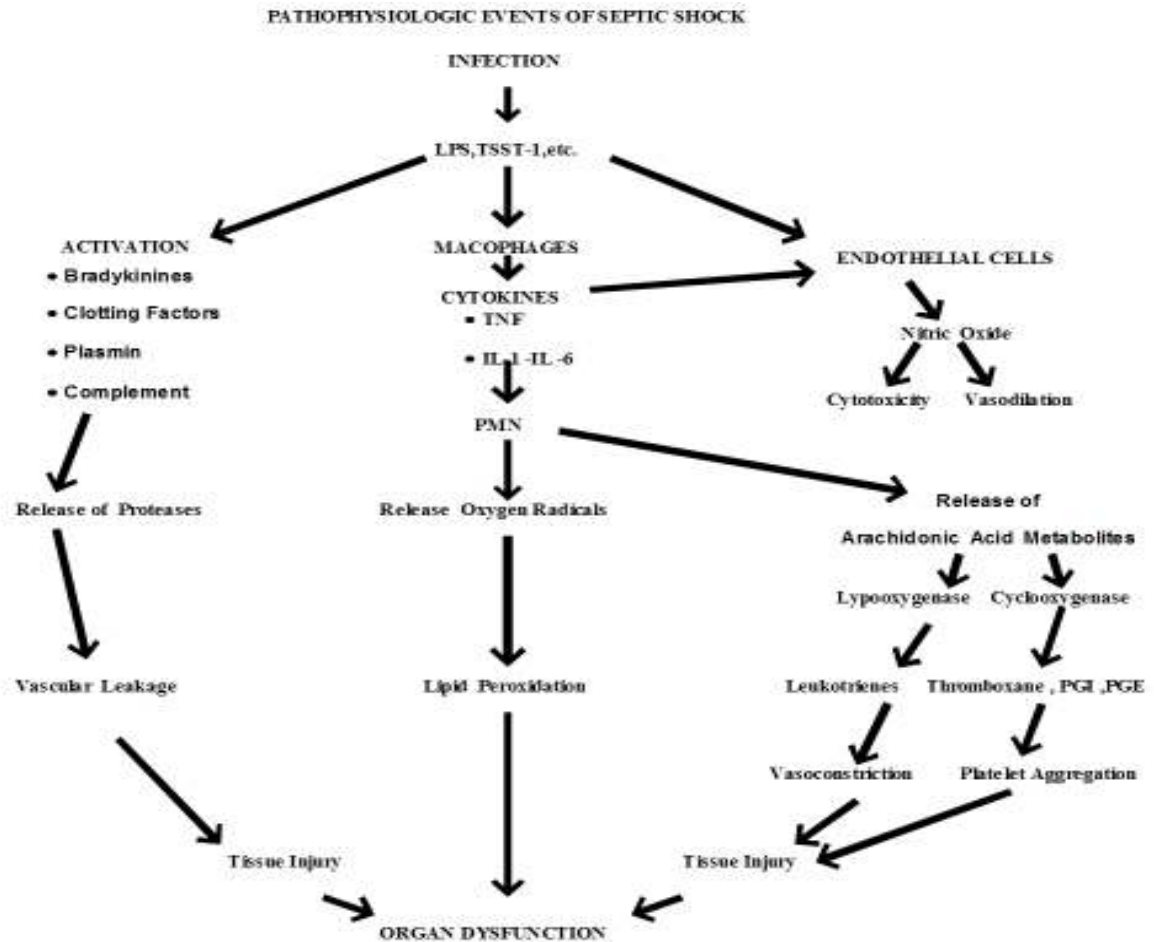 PATHOPHYSIOLOGIC EVENTS OF SEPTIC SHOCK
INFECTION
LPS,TSST-1,etc.
ACTIVATION
• Bradykinines
• Clotting Factors
• Plasmin
• Complement
MACOPHAGES
CYTOKINES
• TNF
• IL-1-IL-6
ENDOTHELIAL CELLS
Nitric Oxide
Cytotoxicity
Vasodilation
PMN
Release of Proteases
Release Oxygen Radicals
Release of
Arachidonic Acid Metabolites
Lypooxygenase
Cyclooxygenase
Vascular Leakage
Lipid Peroxidation
Leukotrienes
Thromboxane , PGI ,PGE
Vasoconstriction
Platelet Aggregation
Tissue Injury
Tissue Injury
ORGAN DYSFUNCTION